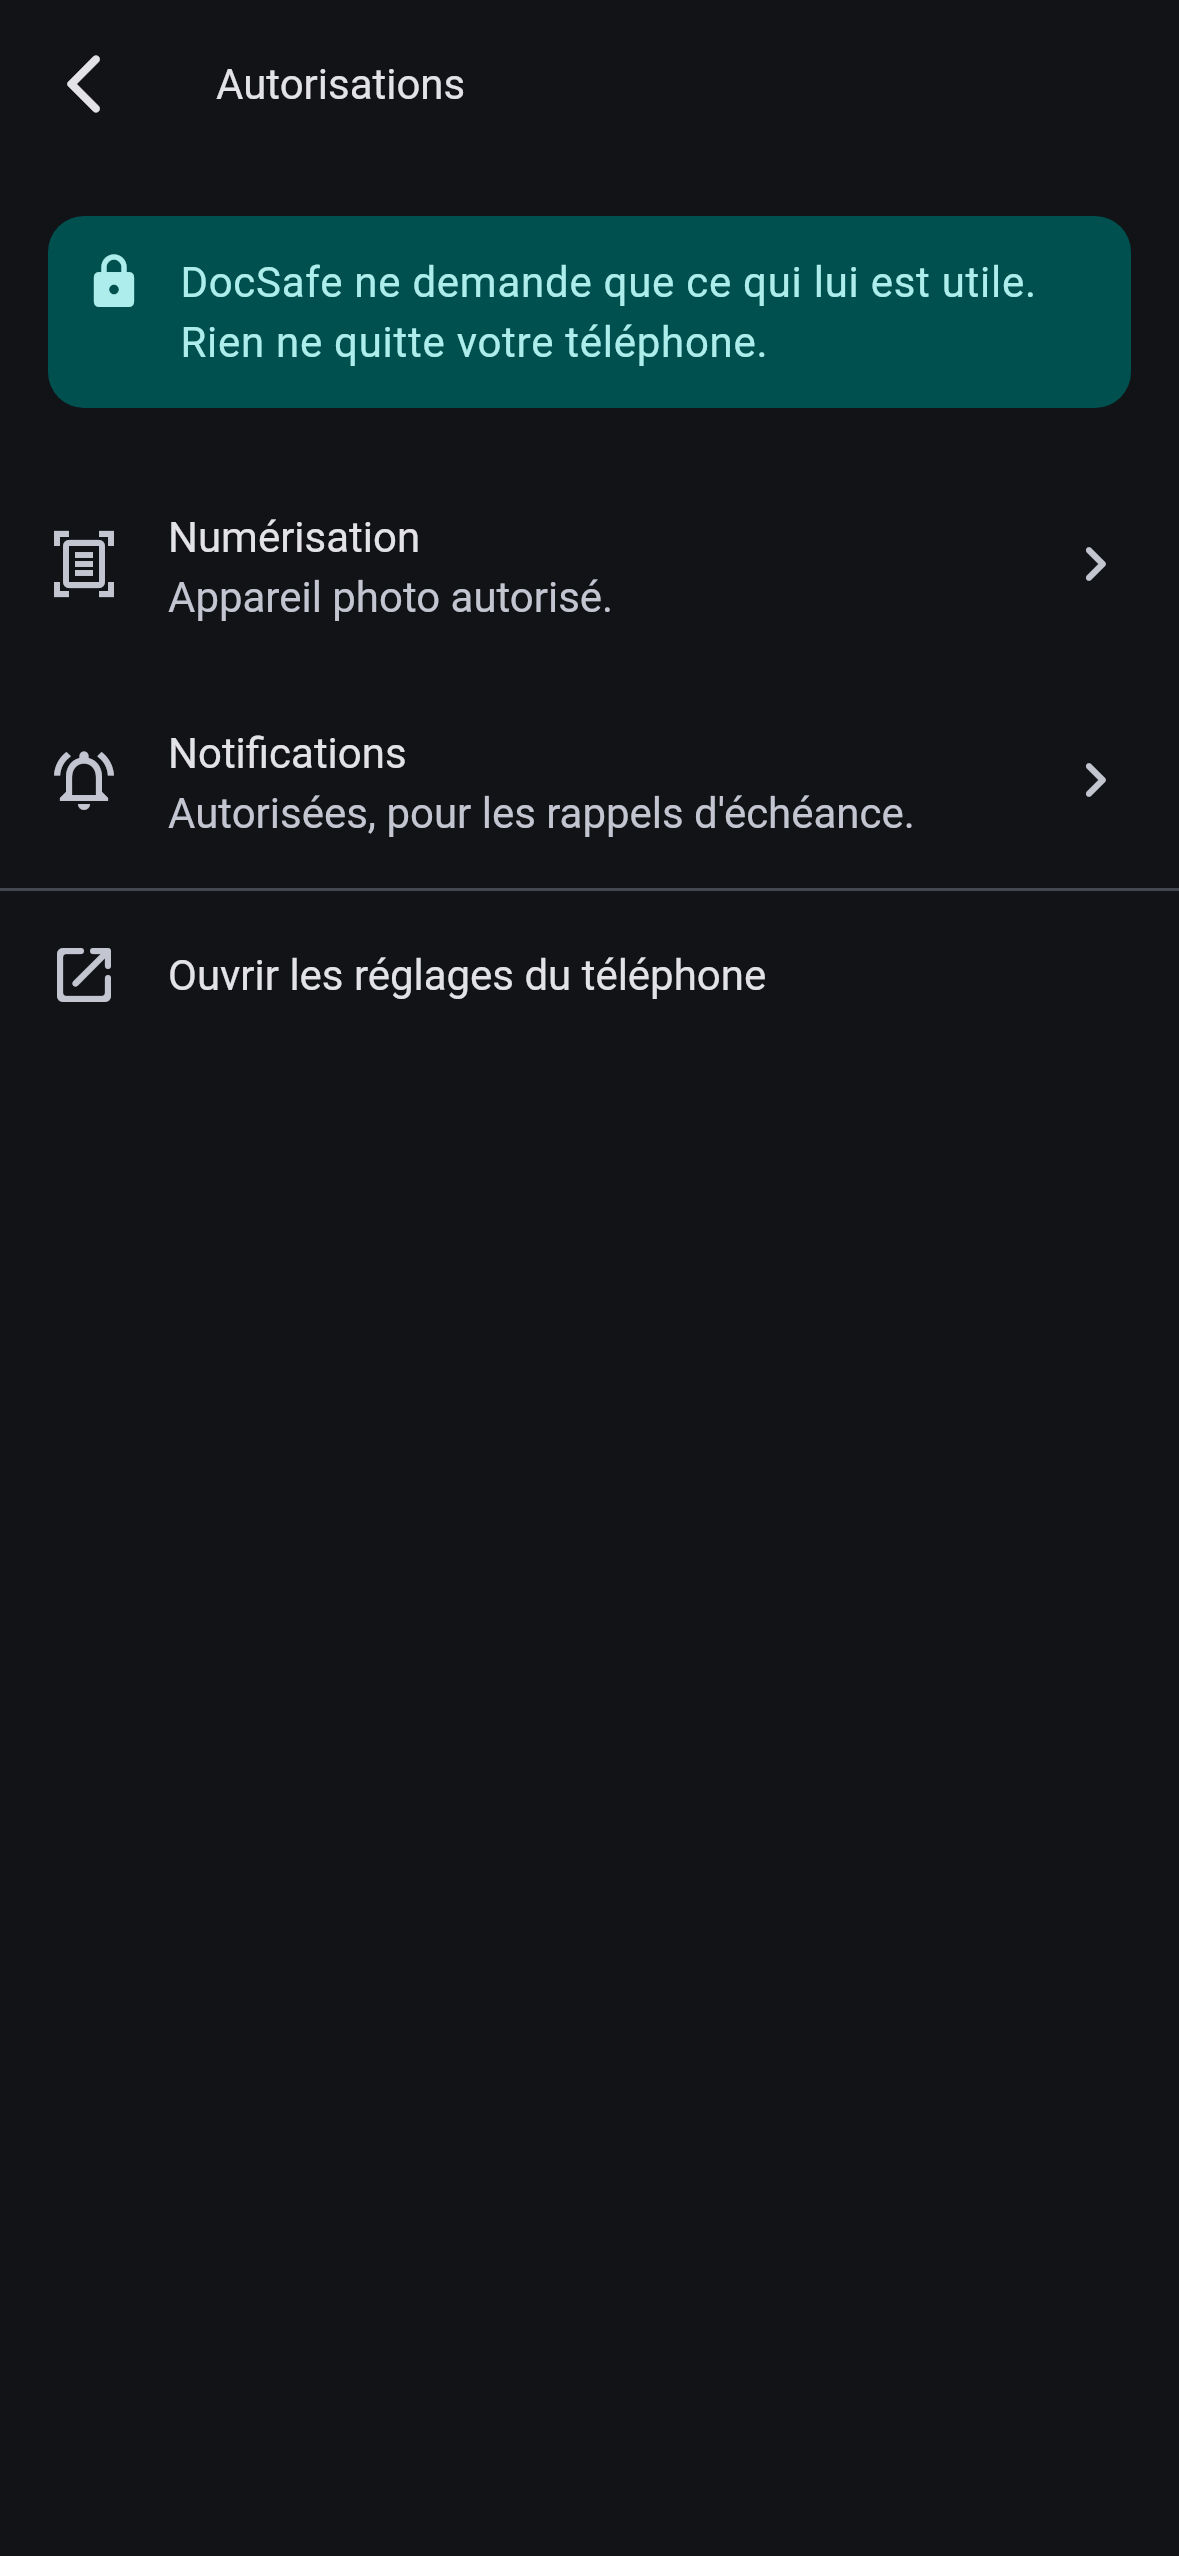 Autorisations
DocSafe ne demande que ce qui lui est utile.
Rien ne quitte votre téléphone.
Numérisation
Appareil photo autorisé.
Notifications
Autorisées, pour les rappels d'échéance.
Ouvrir les réglages du téléphone